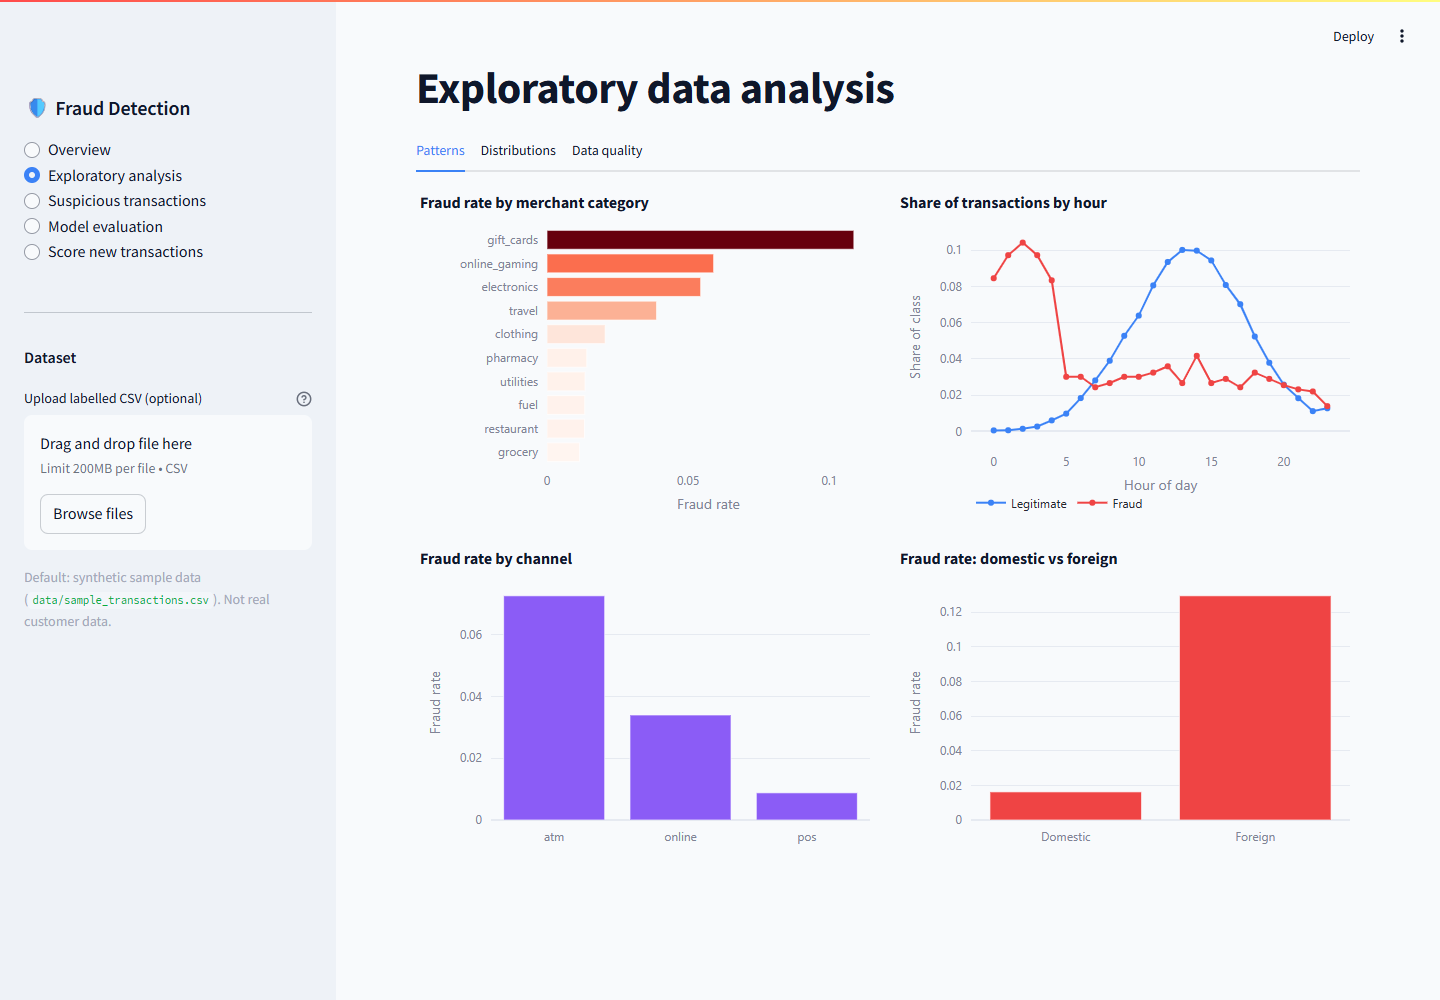 Deploy
Fraud Detection
Overview
Exploratory analysis
Suspicious transactions
Model evaluation
Score new transactions
Dataset
Upload labelled CSV (optional)
Drag and drop file here
Limit 200MB per file • CSV
Browse files
Default: synthetic sample data
( data/sample_transactions.csv ). Not real
customer data.
Exploratory data analysis
Patterns Distributions Data quality
Fraud rate by merchant category
gift_cards
online_gaming
electronics
travel
clothing
pharmacy
utilities
fuel
restaurant
grocery
0 0.05 0.1
Fraud rate
Share of transactions by hour
Share of class
0.1
0.08
0.06
0.04
0.02
0
0 5 10 15 20
Hour of day
Legitimate Fraud
Fraud rate by channel
Fraud rate
0.06
0.04
0.02
0
atm online pos
Fraud rate: domestic vs foreign
Fraud rate
0.12
0.1
0.08
0.06
0.04
0.02
0
Domestic Foreign